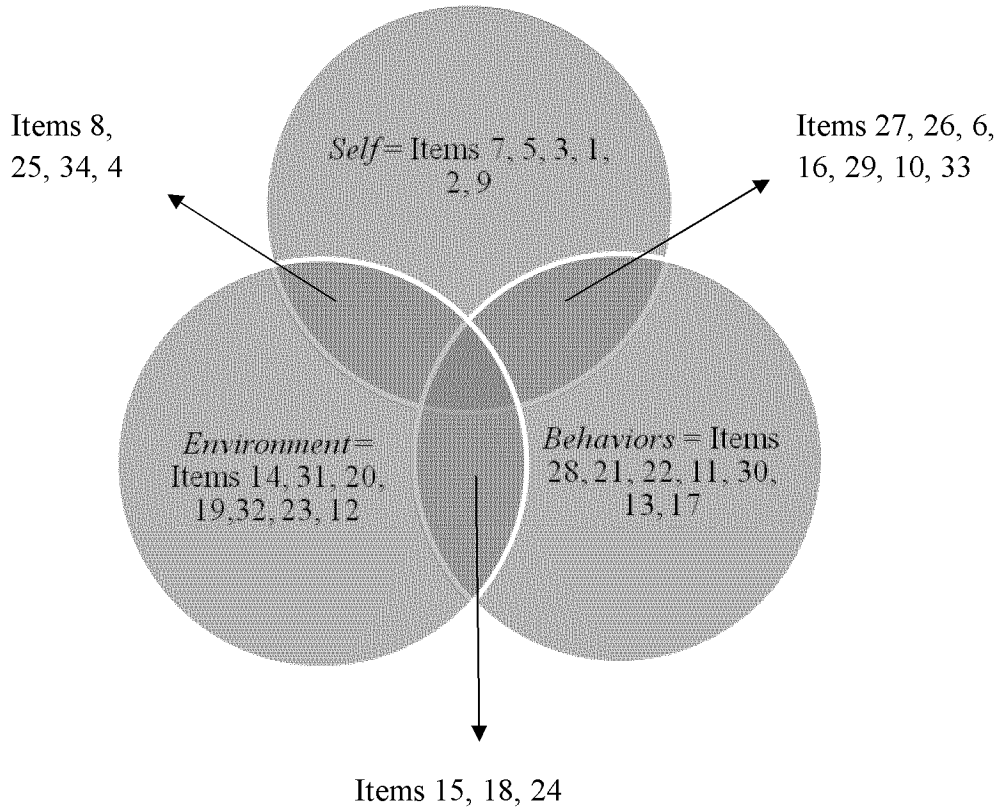 Items 8,
25, 34, 4
Items 27, 26, 6,
16, 29, 10, 33
Self= Items 7, 5, 3, 1,
2, 9
Environment=
Items 14, 31, 20,
19,32, 23, 12
Behaviors = Items
28, 21, 22, 11, 30,
13, 17
Items 15, 18, 24